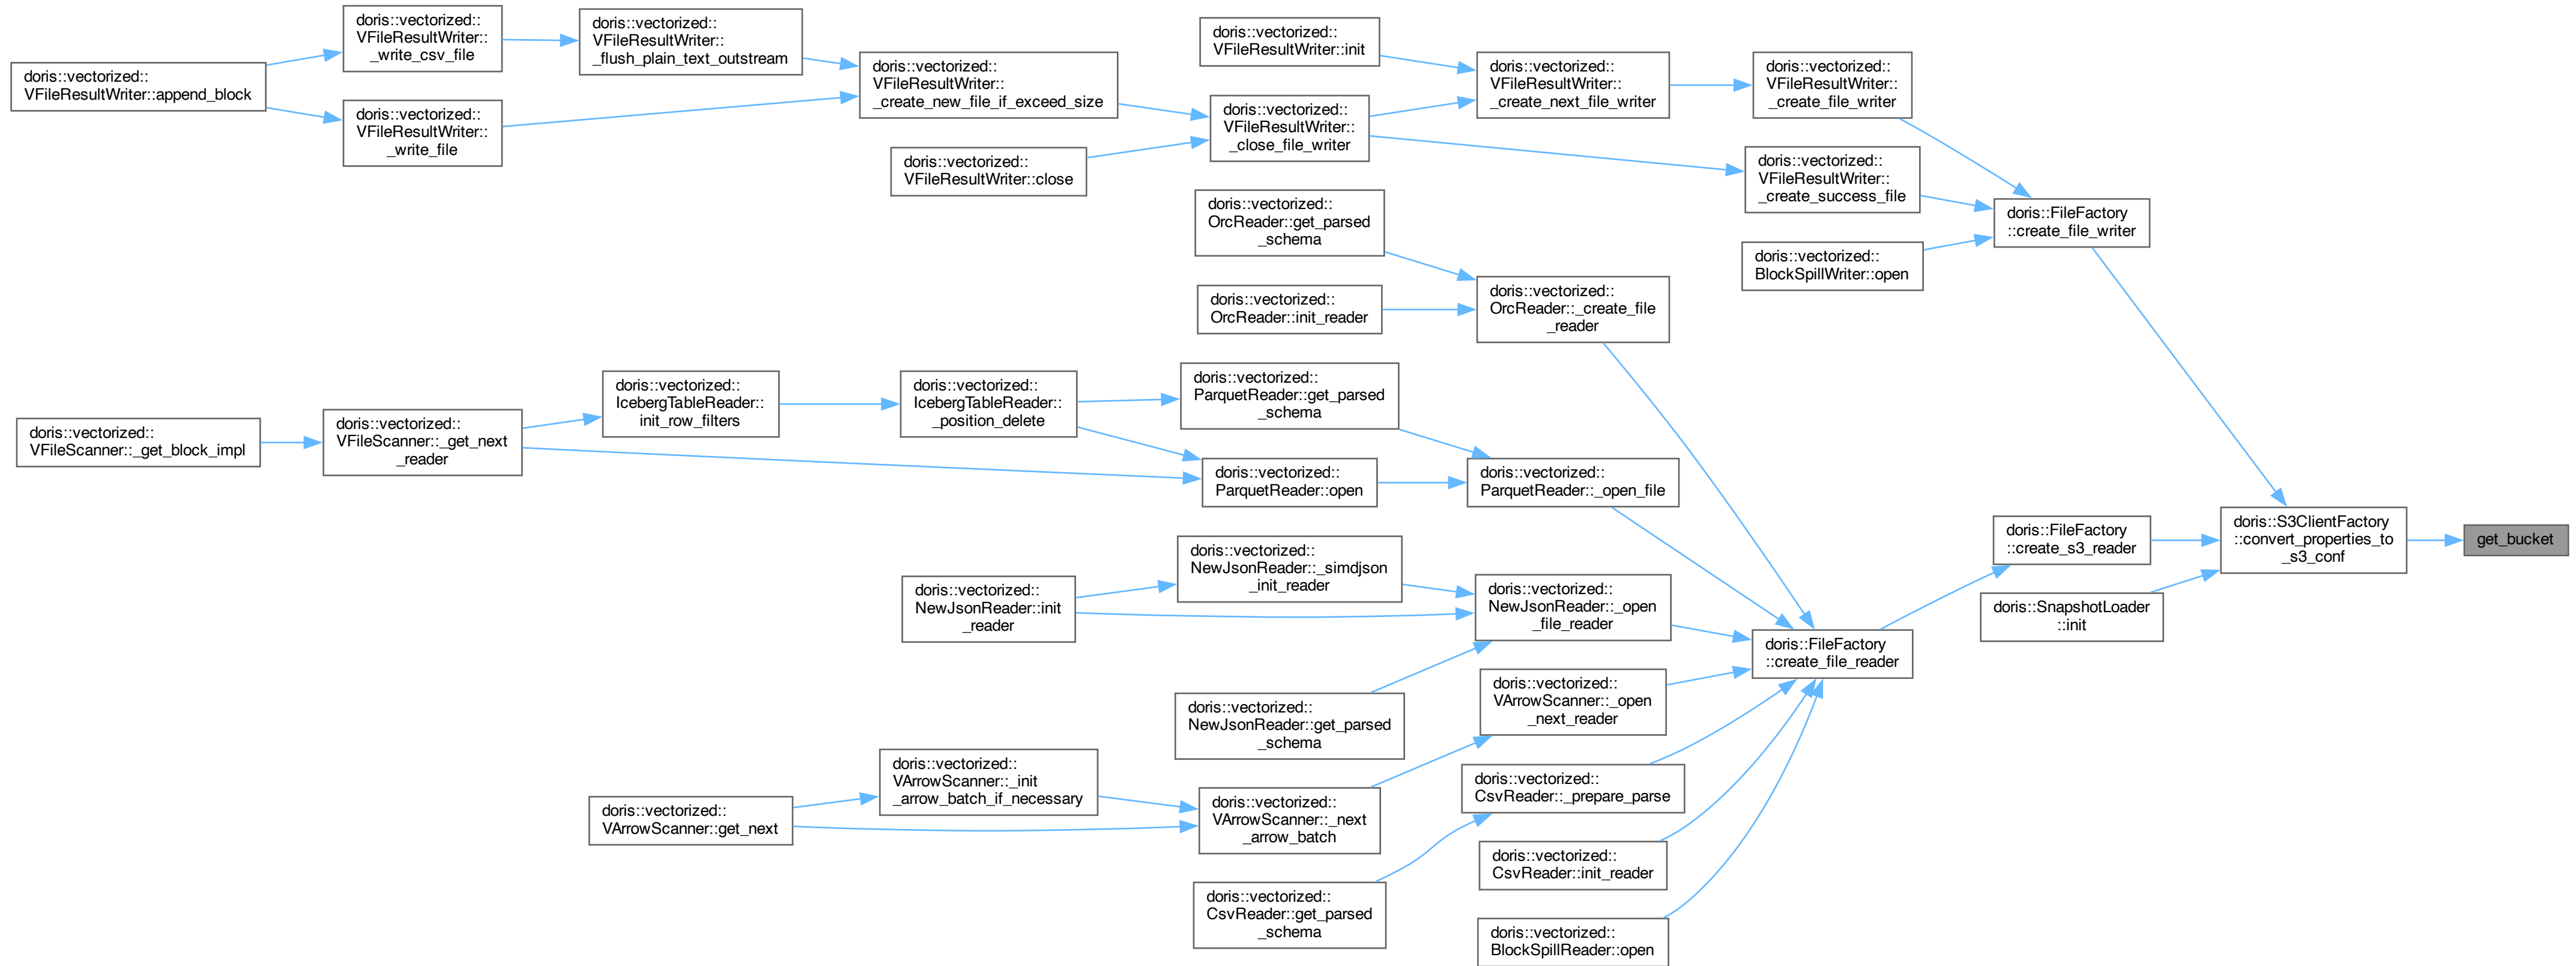 doris::vectorized::
VFileResultWriter::append_block
doris::vectorized::
VFileResultWriter::
_write_csv_file
doris::vectorized::
VFileResultWriter::
_write_file
doris::vectorized::
VFileResultWriter::
_flush_plain_text_outstream
doris::vectorized::
VFileResultWriter::
_create_new_file_if_exceed_size
doris::vectorized::
VFileResultWriter::close
doris::vectorized::
VFileResultWriter::init
doris::vectorized::
VFileResultWriter::
_close_file_writer
doris::vectorized::
VFileResultWriter::
_create_next_file_writer
doris::vectorized::
VFileResultWriter::
_create_file_writer
doris::vectorized::
VFileResultWriter::
_create_success_file
doris::vectorized::
BlockSpillWriter::open
doris::FileFactory
::create_file_writer
doris::vectorized::
OrcReader::get_parsed
_schema
doris::vectorized::
OrcReader::init_reader
doris::vectorized::
OrcReader::_create_file
_reader
doris::vectorized::
VFileScanner::_get_block_impl
doris::vectorized::
VFileScanner::_get_next
_reader
doris::vectorized::
IcebergTableReader::
init_row_filters
doris::vectorized::
IcebergTableReader::
_position_delete
doris::vectorized::
ParquetReader::get_parsed
_schema
doris::vectorized::
ParquetReader::open
doris::vectorized::
ParquetReader::_open_file
doris::vectorized::
NewJsonReader::init
_reader
doris::vectorized::
NewJsonReader::_simdjson
_init_reader
doris::vectorized::
NewJsonReader::_open
_file_reader
doris::vectorized::
NewJsonReader::get_parsed
_schema
doris::vectorized::
VArrowScanner::_open
_next_reader
doris::vectorized::
VArrowScanner::get_next
doris::vectorized::
VArrowScanner::_init
_arrow_batch_if_necessary
doris::vectorized::
VArrowScanner::_next
_arrow_batch
doris::vectorized::
CsvReader::_prepare_parse
doris::vectorized::
CsvReader::init_reader
doris::vectorized::
CsvReader::get_parsed
_schema
doris::vectorized::
BlockSpillReader::open
doris::FileFactory
::create_file_reader
doris::FileFactory
::create_s3_reader
doris::SnapshotLoader
::init
doris::S3ClientFactory
::convert_properties_to
_s3_conf
get_bucket